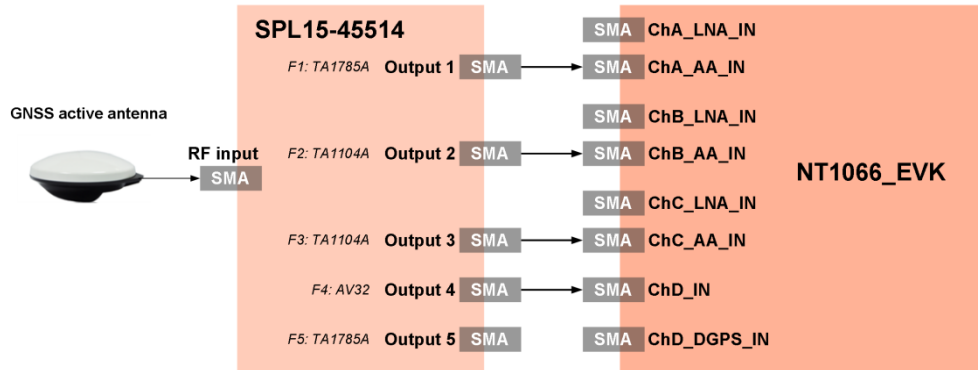 SPL15-45514
SMA ChA_LNA_IN
F1: TA1785A Output 1 SMA SMA ChA_AA_IN
GNSS active antenna
SMA ChB_LNA_IN
RF input
SMA
F2: TA1104A Output 2 SMA SMA ChB_AA_IN
NT1066_EVK
SMA ChC_LNA_IN
F3: TA1104A Output 3 SMA SMA ChC_AA_IN
F4: AV32 Output 4 SMA SMA ChD_IN
F5: TA1785A Output 5 SMA SMA ChD_DGPS_IN